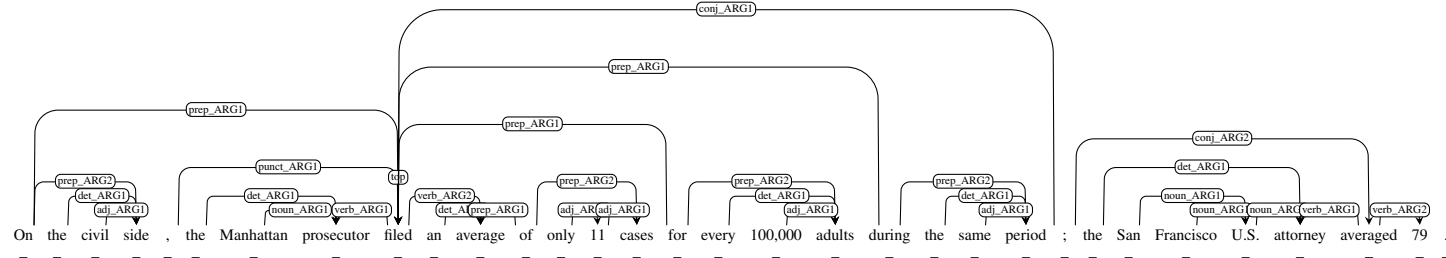 conj_ARG1
prep_ARG1
prep_ARG1
prep_ARG1
conj_ARG2
punct_ARG1 det_ARG1
top
prep_ARG2 prep_ARG2 prep_ARG2 prep_ARG2
det_ARG1 det_ARG1 verb_ARG2 det_ARG1 det_ARG1 noun_ARG1
adj_ARG1 noun_ARG1 verb_ARG1 prep_ARG1 adj_ARG1 adj_ARG1 adj_ARG1 verb_ARG1 verb_ARG2
On the civil side , the Manhattan prosecutor filed an average of only 11 cases for every 100,000 adults during the same period ; the San Francisco U.S. attorney averaged 79 .
_ _ _ _ _ _ _ _ _ _ _ _ _ _ _ _ _ _ _ _ _ _ _ _ _ _ _ _ _ _ _ _ _